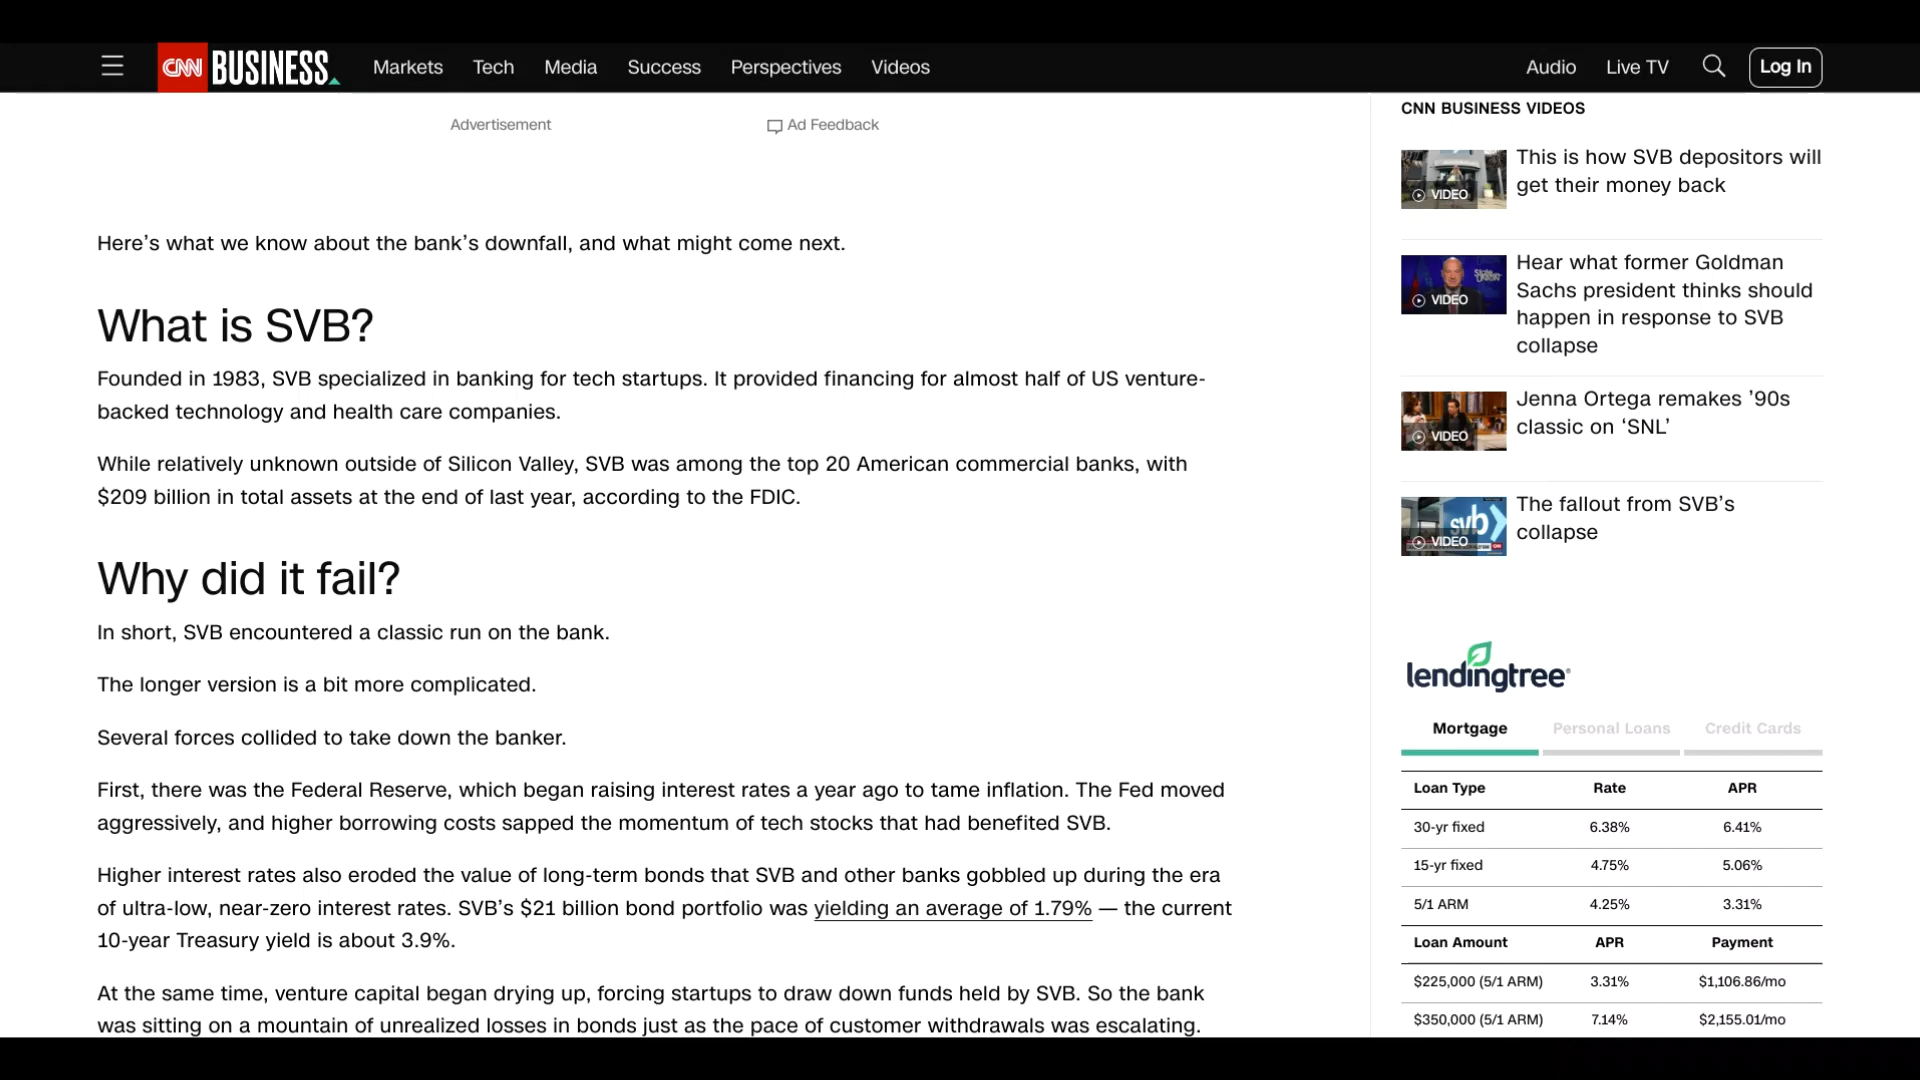 CNN BUSINESS Markets Tech Media Success Perspectives Videos Audio Live TV Log In
Advertisement Ad Feedback
Here’s what we know about the bank’s downfall, and what might come next.
What is SVB?
Founded in 1983, SVB specialized in banking for tech startups. It provided financing for almost half of US venture-
backed technology and health care companies.
While relatively unknown outside of Silicon Valley, SVB was among the top 20 American commercial banks, with
$209 billion in total assets at the end of last year, according to the FDIC.
Why did it fail?
In short, SVB encountered a classic run on the bank.
The longer version is a bit more complicated.
Several forces collided to take down the banker.
First, there was the Federal Reserve, which began raising interest rates a year ago to tame inflation. The Fed moved
aggressively, and higher borrowing costs sapped the momentum of tech stocks that had benefited SVB.
Higher interest rates also eroded the value of long-term bonds that SVB and other banks gobbled up during the era
of ultra-low, near-zero interest rates. SVB’s $21 billion bond portfolio was yielding an average of 1.79% — the current
10-year Treasury yield is about 3.9%.
At the same time, venture capital began drying up, forcing startups to draw down funds held by SVB. So the bank
was sitting on a mountain of unrealized losses in bonds just as the pace of customer withdrawals was escalating.
CNN BUSINESS VIDEOS
VIDEO
This is how SVB depositors will
get their money back
VIDEO
Hear what former Goldman
Sachs president thinks should
happen in response to SVB
collapse
VIDEO
Jenna Ortega remakes ’90s
classic on ‘SNL’
svb
VIDEO
The fallout from SVB’s
collapse
lendingtree®
Mortgage Personal Loans Credit Cards
Loan Type Rate APR
30-yr fixed 6.38% 6.41%
15-yr fixed 4.75% 5.06%
5/1 ARM 4.25% 3.31%
Loan Amount APR Payment
$225,000 (5/1 ARM) 3.31% $1,106.86/mo
$350,000 (5/1 ARM) 7.14% $2,155.01/mo